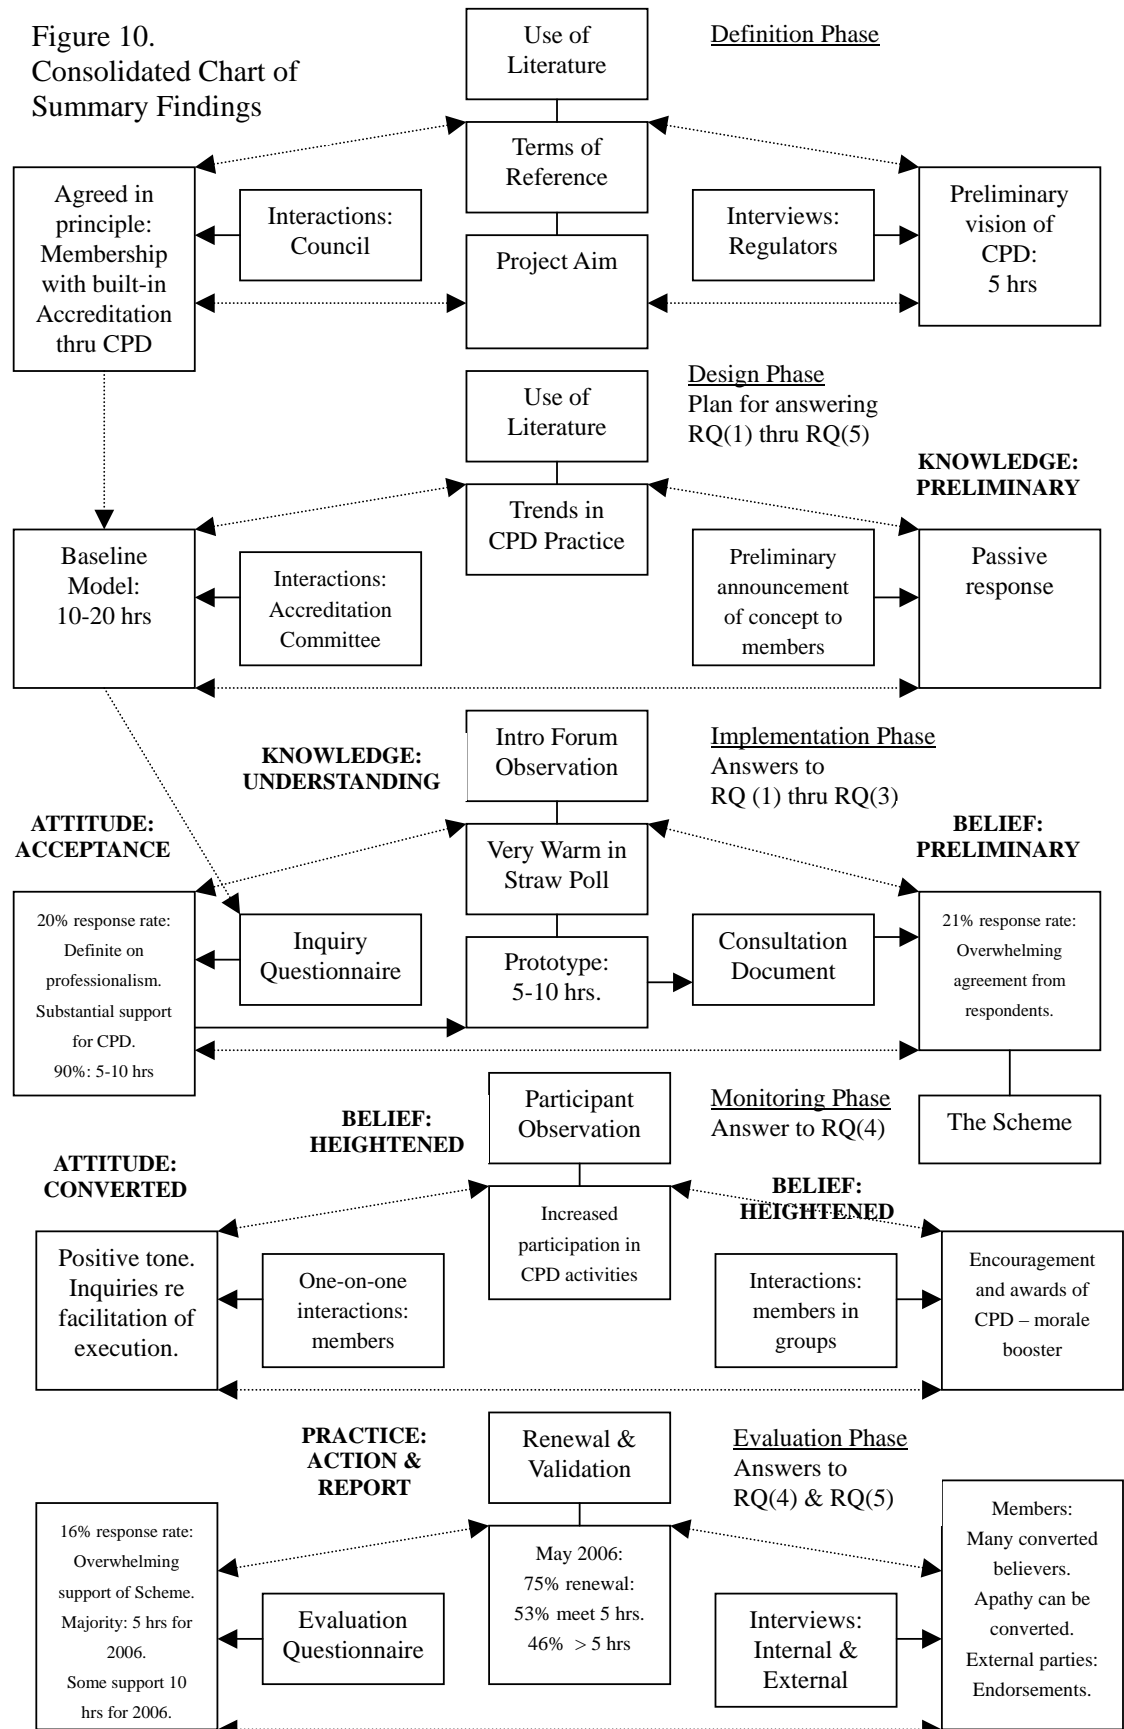 Figure 10.
Consolidated Chart of
Summary Findings
Use of
Literature
Definition Phase
Terms of
Reference
Agreed in
principle:
Membership
with built-in
Accreditation
thru CPD
Interactions:
Council
Project Aim
Interviews:
Regulators
Preliminary
vision of
CPD:
5 hrs
Use of
Literature
Design Phase
Plan for answering
RQ(1) thru RQ(5)
KNOWLEDGE:
PRELIMINARY
Trends in
CPD Practice
Baseline
Model:
10-20 hrs
Interactions:
Accreditation
Committee
Preliminary
announcement
of concept to
members
Passive
response
KNOWLEDGE:
UNDERSTANDING
Intro Forum
Observation
Implementation Phase
Answers to
RQ (1) thru RQ(3)
ATTITUDE:
ACCEPTANCE
Very Warm in
Straw Poll
BELIEF:
PRELIMINARY
20% response rate:
Definite on
professionalism.
Substantial support
for CPD.
90%: 5-10 hrs
Inquiry
Questionnaire
Prototype:
5-10 hrs.
Consultation
Document
21% response rate:
Overwhelming
agreement from
respondents.
BELIEF:
HEIGHTENED
Participant
Observation
Monitoring Phase
Answer to RQ(4)
The Scheme
ATTITUDE:
CONVERTED
Increased
participation in
CPD activities
BELIEF:
HEIGHTENED
Positive tone.
Inquiries re
facilitation of
execution.
One-on-one
interactions:
members
Interactions:
members in
groups
Encouragement
and awards of
CPD – morale
booster
PRACTICE:
ACTION &
REPORT
Renewal &
Validation
Evaluation Phase
Answers to
RQ(4) & RQ(5)
16% response rate:
Overwhelming
support of Scheme.
Majority: 5 hrs for
2006.
Some support 10
hrs for 2006.
Evaluation
Questionnaire
May 2006:
75% renewal:
53% meet 5 hrs.
46% > 5 hrs
Interviews:
Internal &
External
Members:
Many converted
believers.
Apathy can be
converted.
External parties:
Endorsements.